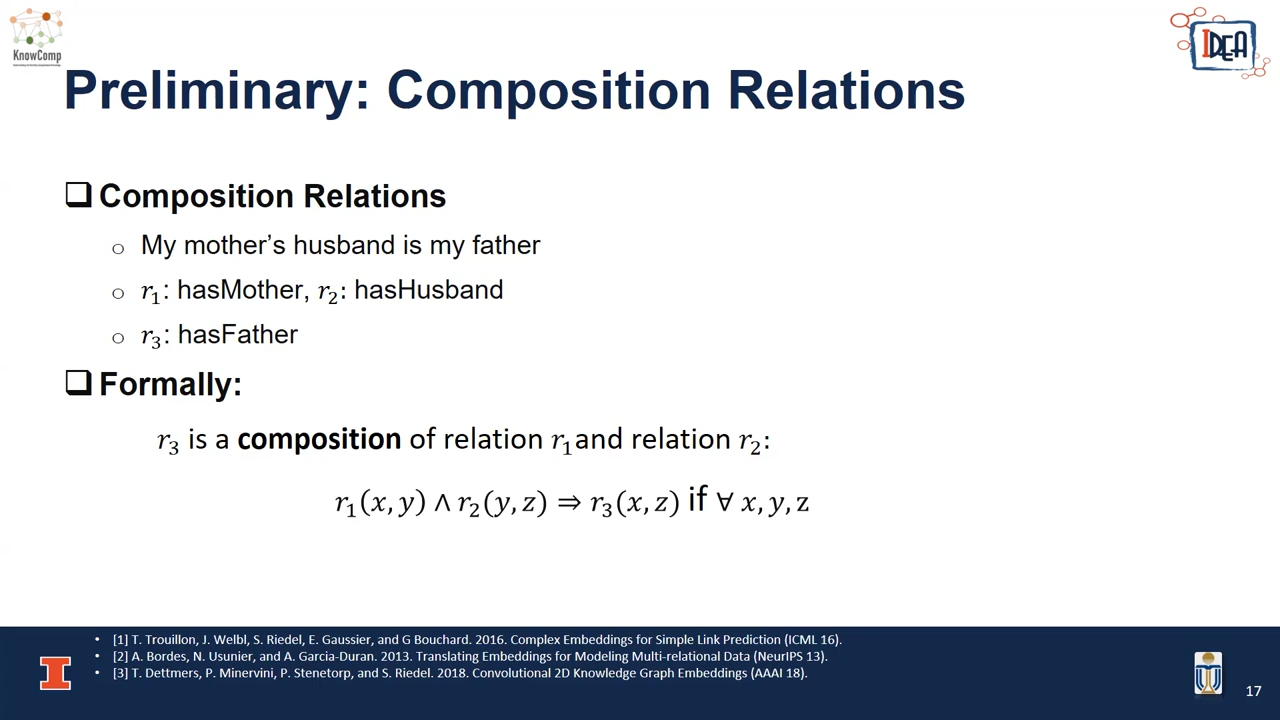 KnowComp
IDEA
Preliminary: Composition Relations
❑ Composition Relations
○ My mother's husband is my father
○ r₁: hasMother, r₂: hasHusband
○ r₃: hasFather
❑ Formally:
r₃ is a composition of relation r₁and relation r₂:
r₁(x, y) ∧ r₂(y, z) ⇒ r₃(x, z) if ∀ x, y, z
• [1] T. Trouillon, J. Welbl, S. Riedel, E. Gaussier, and G Bouchard. 2016. Complex Embeddings for Simple Link Prediction (ICML 16).
• [2] A. Bordes, N. Usunier, and A. Garcia-Duran. 2013. Translating Embeddings for Modeling Multi-relational Data (NeurIPS 13).
• [3] T. Dettmers, P. Minervini, P. Stenetorp, and S. Riedel. 2018. Convolutional 2D Knowledge Graph Embeddings (AAAI 18).
I
17